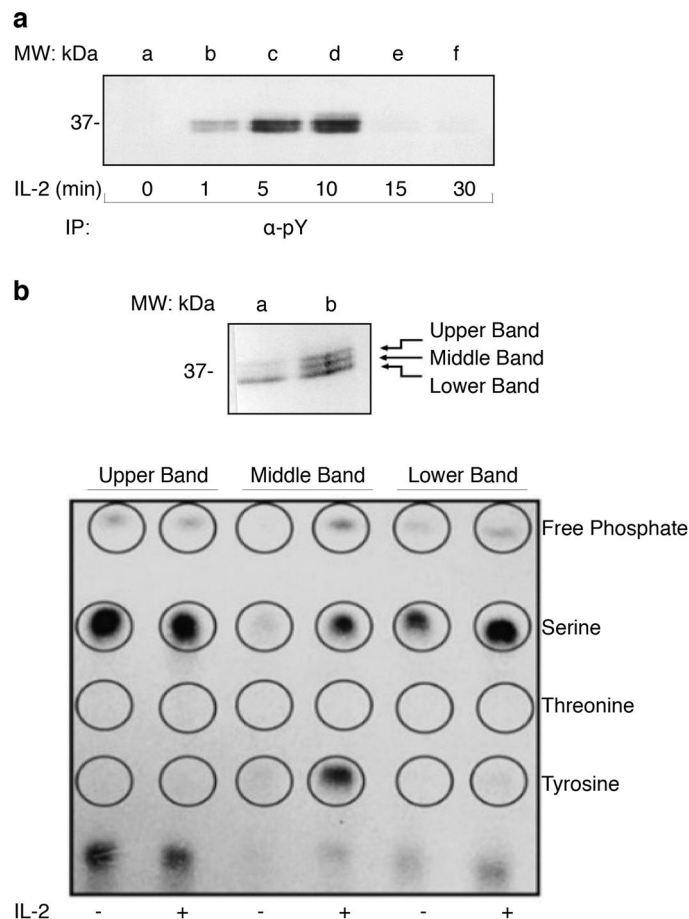 a
MW: kDa a b c d e f
37-
IL-2 (min) 0 1 5 10 15 30
IP: α-pY
b
MW: kDa a b
Upper Band
37- Middle Band
Lower Band
Upper Band Middle Band Lower Band
Free Phosphate
Serine
Threonine
Tyrosine
IL-2 - + - + - +